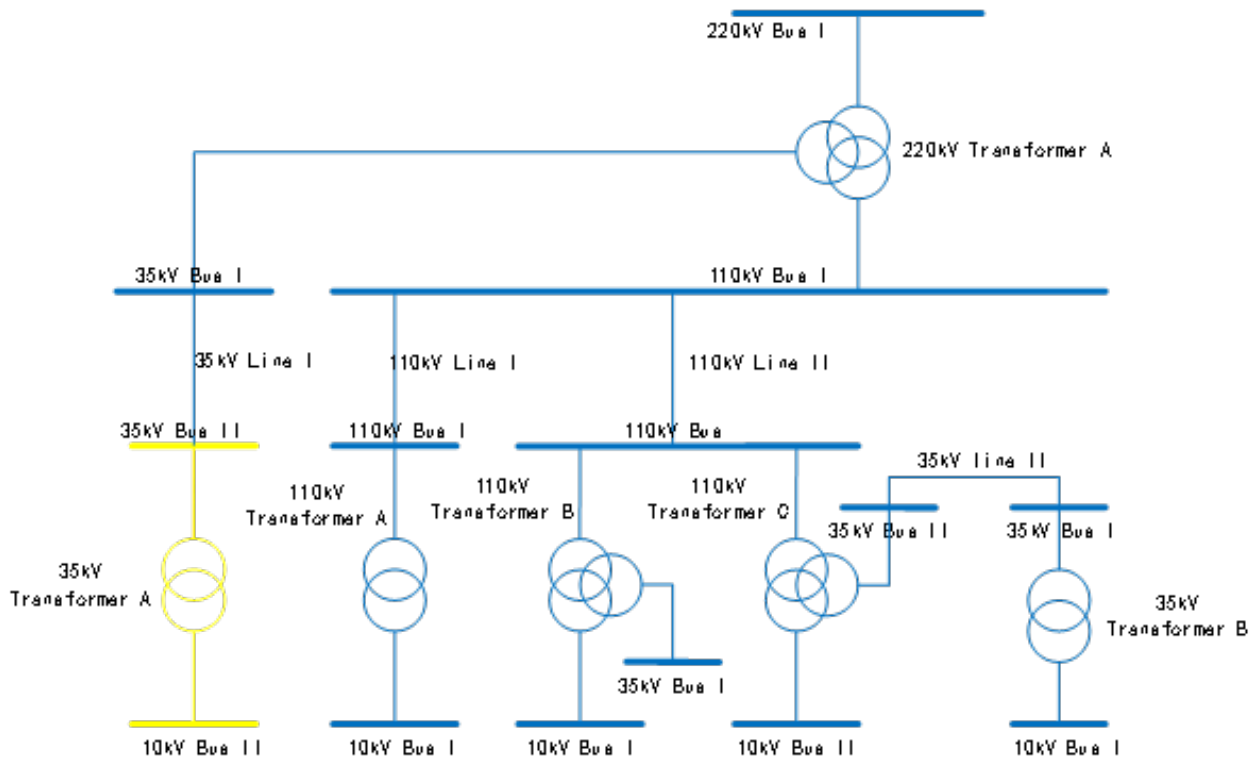 220kV Bus I
220kV Transformer A
35kV Bus I
110kV Bus I
35kV Line I
110kV Line I
110kV Line II
35kV Bus II
110kV Bus I
110kV Bus
35kV line II
110kV
Transformer A
110kV
Transformer B
110kV
Transformer C
35kV Bus II
35kV Bus I
35kV
Transformer A
35kV
Transformer B
35kV Bus I
10kV Bus II
10kV Bus I
10kV Bus I
10kV Bus II
10kV Bus I